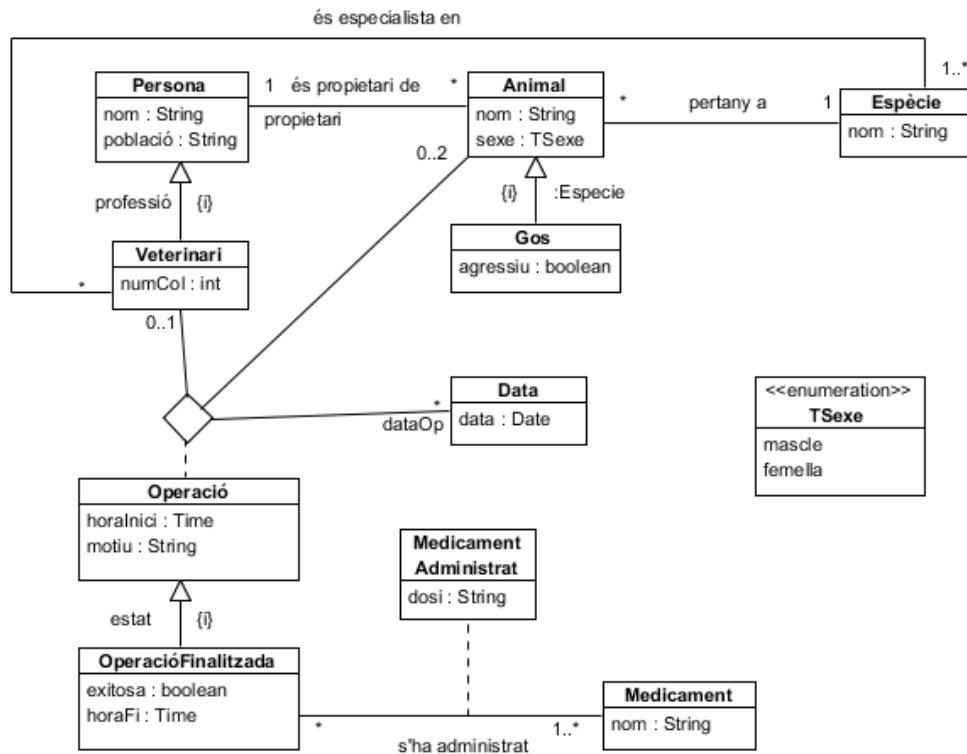 és especialista en
Persona
nom : String
població : String
1 és propietari de *
propietari
Animal
nom : String
sexe : TSexe
* pertany a 1
1..*
Espècie
nom : String
0..2
professió {i}
{i} :Especie
Veterinari
numCol : int
*
0..1
Gos
agressiu : boolean
*
dataOp
Data
data : Date
<<enumeration>>
TSexe
mascle
femella
Operació
horaInici : Time
motiu : String
Medicament
Administrat
dosi : String
estat {i}
OperacióFinalitzada
exitosa : boolean
horaFi : Time
* 1..*
s'ha administrat
Medicament
nom : String